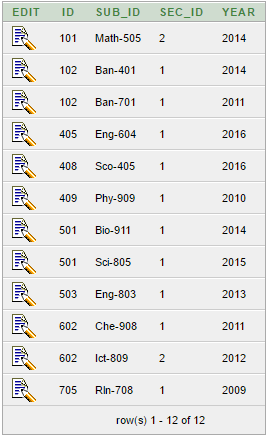 EDIT ID SUB_ID SEC_ID YEAR
101 Math-505 2 2014
102 Ban-401 1 2014
102 Ban-701 1 2011
405 Eng-604 1 2016
408 Sco-405 1 2016
409 Phy-909 1 2010
501 Bio-911 1 2014
501 Sci-805 1 2015
503 Eng-803 1 2013
602 Che-908 1 2011
602 Ict-809 2 2012
705 Rln-708 1 2009
row(s) 1 - 12 of 12